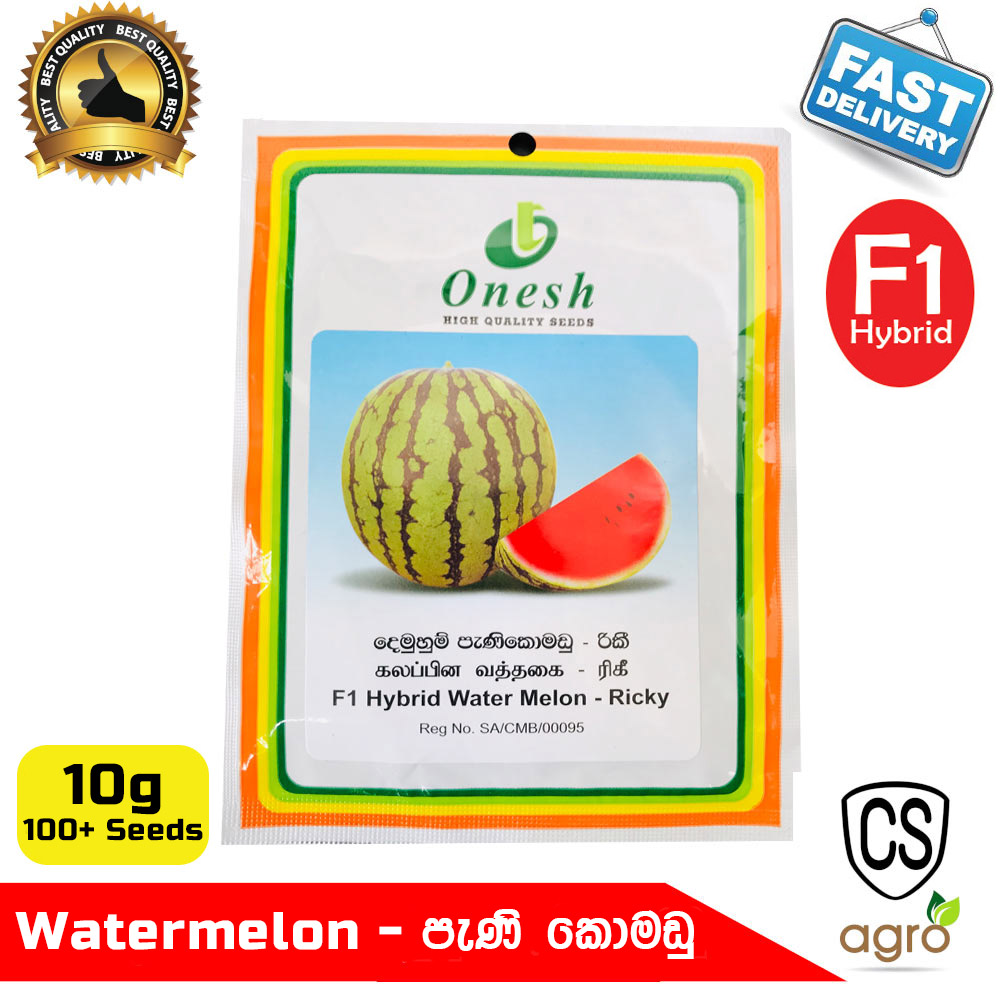 BEST QUALITY BEST QUALITY BEST QUALITY
FAST
DELIVERY
F1
Hybrid
Onesh
HIGH QUALITY SEEDS
දෙමුහුම් පැණිකොමඩු - රිකී
கலப்பின வத்தகை - ரிகீ
F1 Hybrid Water Melon - Ricky
Reg No. SA/CMB/00095
10g
100+ Seeds
CS
agro
Watermelon - පැණි කොමඩු